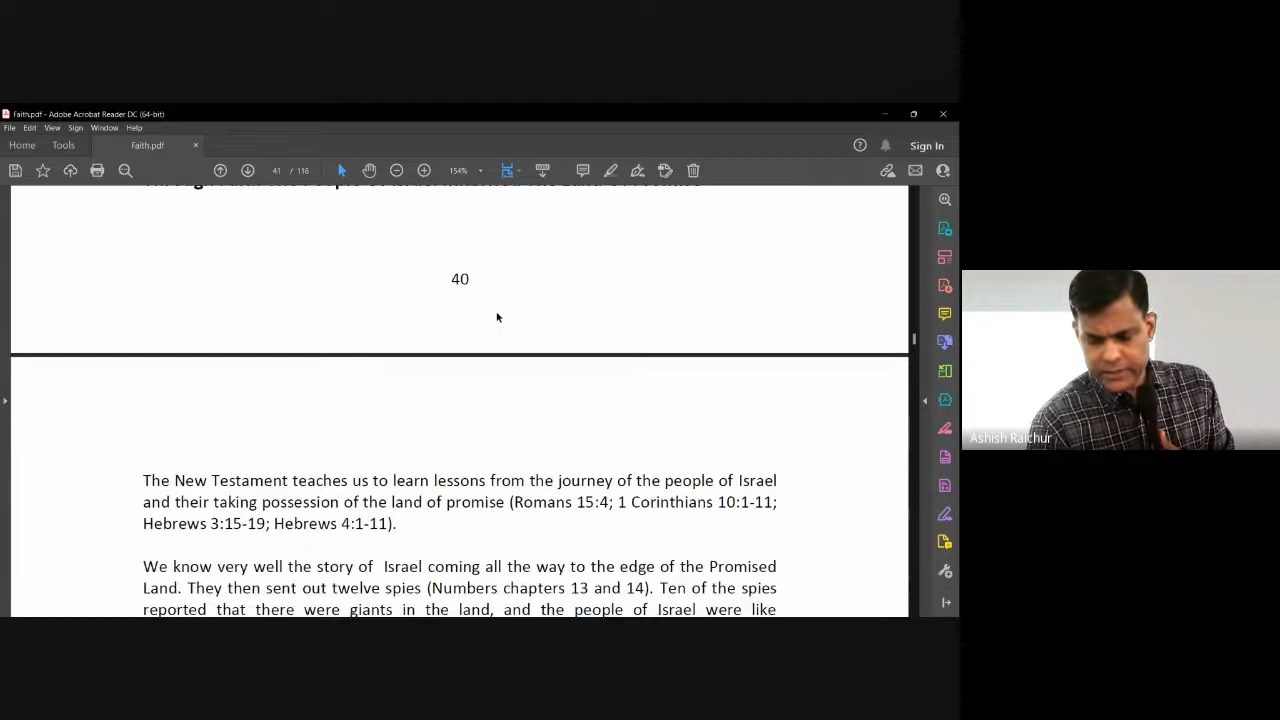 Faith.pdf - Adobe Acrobat Reader DC (64-bit)
File Edit View Sign Window Help
Home Tools Faith.pdf × Sign In
41 / 116 154%
40
The New Testament teaches us to learn lessons from the journey of the people of Israel
and their taking possession of the land of promise (Romans 15:4; 1 Corinthians 10:1-11;
Hebrews 3:15-19; Hebrews 4:1-11).
We know very well the story of Israel coming all the way to the edge of the Promised
Land. They then sent out twelve spies (Numbers chapters 13 and 14). Ten of the spies
reported that there were giants in the land, and the people of Israel were like
Ashish Raichur